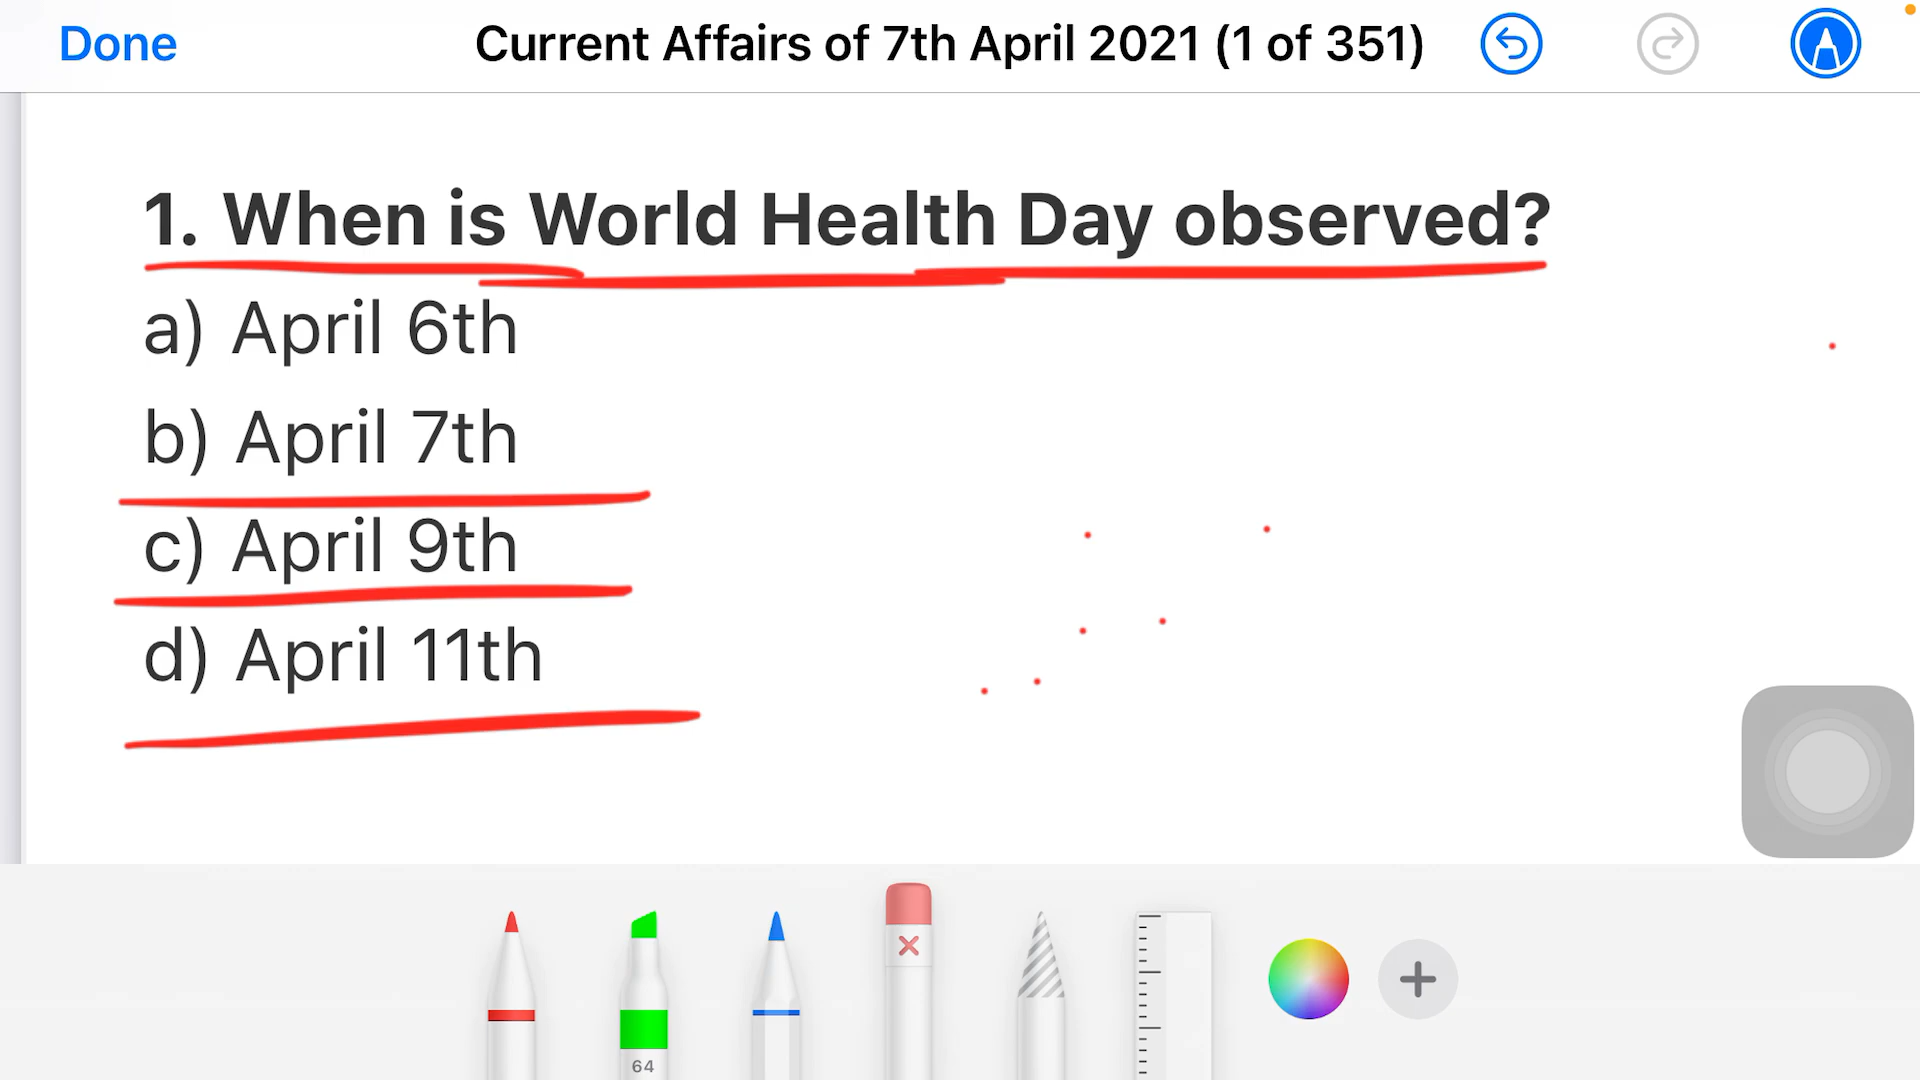 Done Current Affairs of 7th April 2021 (1 of 351)
1. When is World Health Day observed?
a) April 6th
b) April 7th
c) April 9th
d) April 11th
64